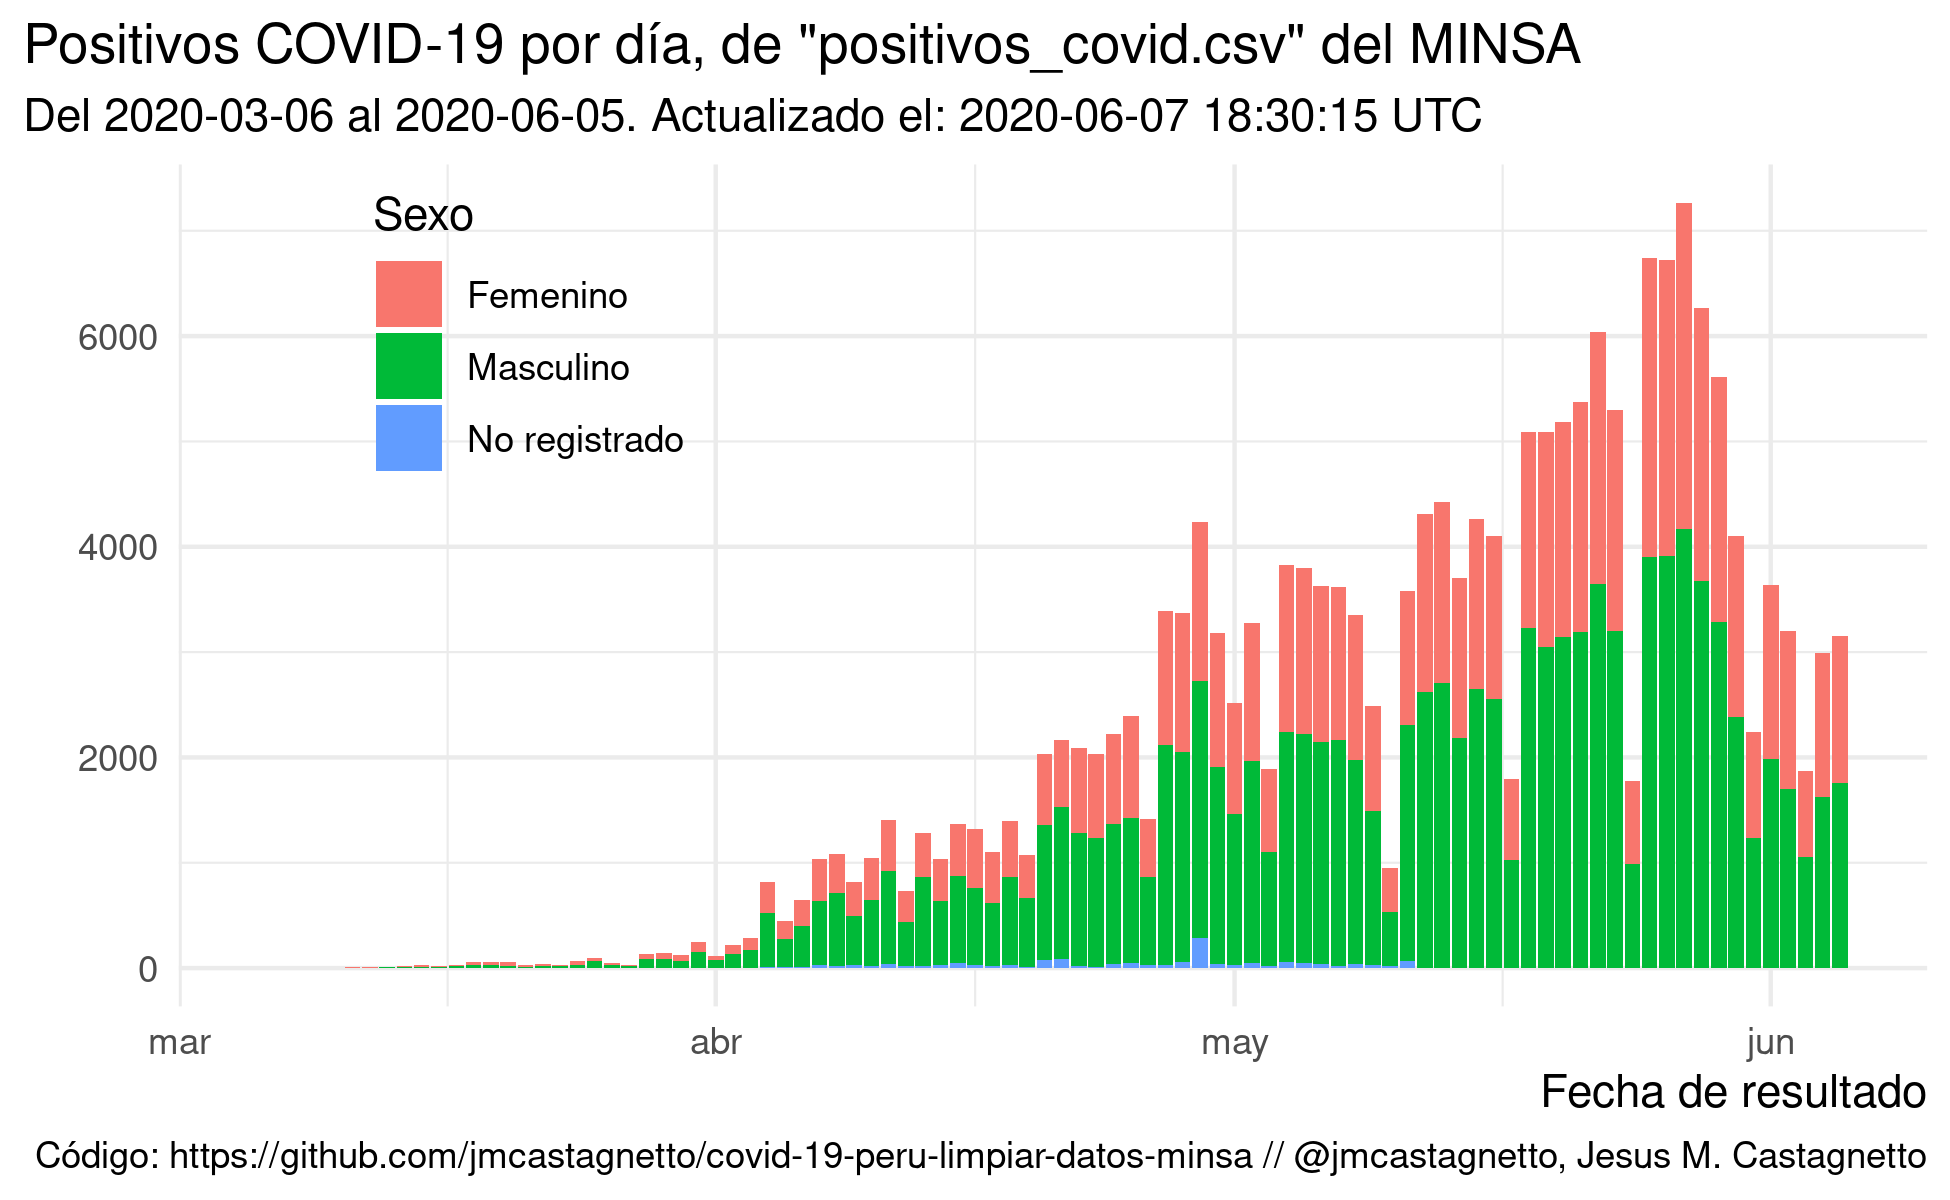 Positivos COVID-19 por día, de "positivos_covid.csv" del MINSA
Del 2020-03-06 al 2020-06-05. Actualizado el: 2020-06-07 18:30:15 UTC
Sexo
Femenino
Masculino
No registrado
6000
4000
2000
0
mar abr may jun
Fecha de resultado
Código: https://github.com/jmcastagnetto/covid-19-peru-limpiar-datos-minsa // @jmcastagnetto, Jesus M. Castagnetto